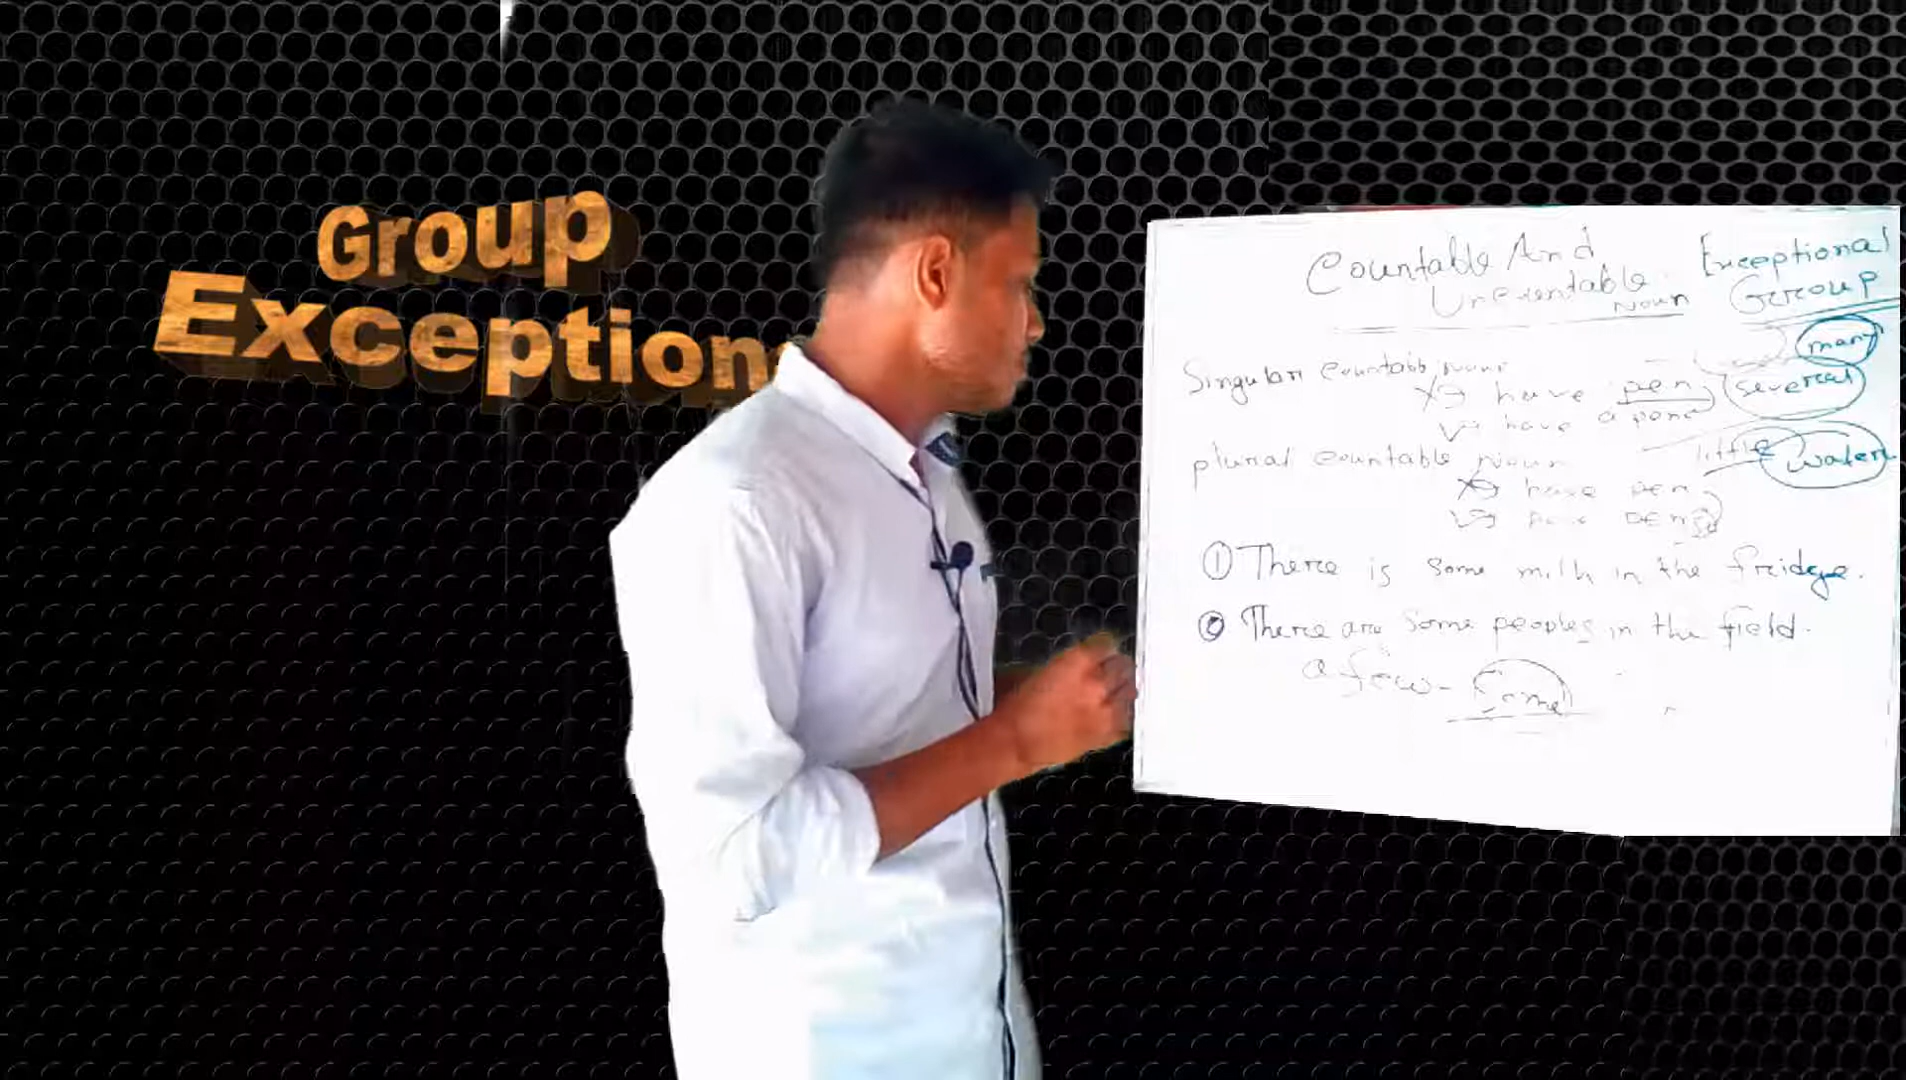 Group
Exception
Countable And
Uncountable
Noun
Exceptional
Group
many
Singular countable noun
have pen
several
have a pen
plural countable noun
little water
have pen
have pens
① There is some milk in the fridge.
② There are some peoples in the field.
a few - Some